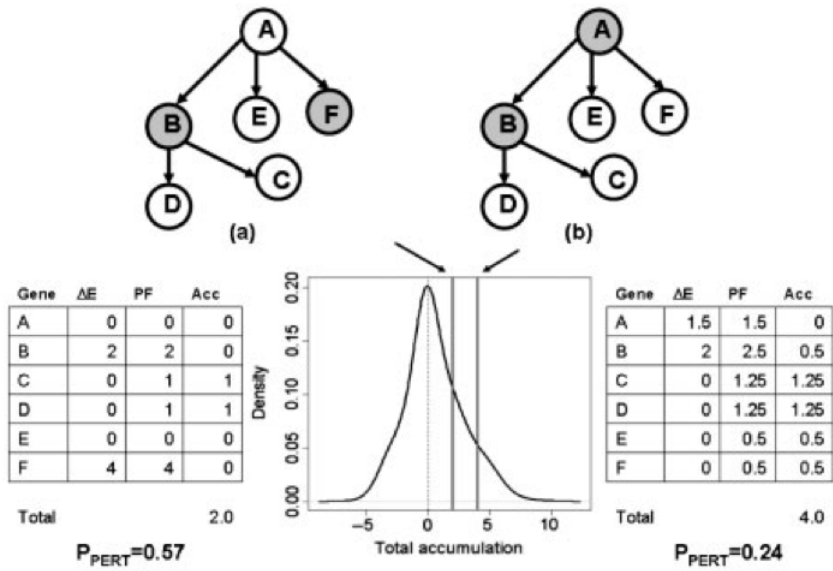 A
B
E
F
D
C
(a)
A
B
E
F
D
C
(b)
Gene ΔE PF Acc
A 0 0 0
B 2 2 0
C 0 1 1
D 0 1 1
E 0 0 0
F 4 4 0
Total 2.0
P_PERT=0.57
Density
0.20
0.15
0.10
0.05
0.00
−5 0 5 10
Total accumulation
Gene ΔE PF Acc
A 1.5 1.5 0
B 2 2.5 0.5
C 0 1.25 1.25
D 0 1.25 1.25
E 0 0.5 0.5
F 0 0.5 0.5
Total 4.0
P_PERT=0.24